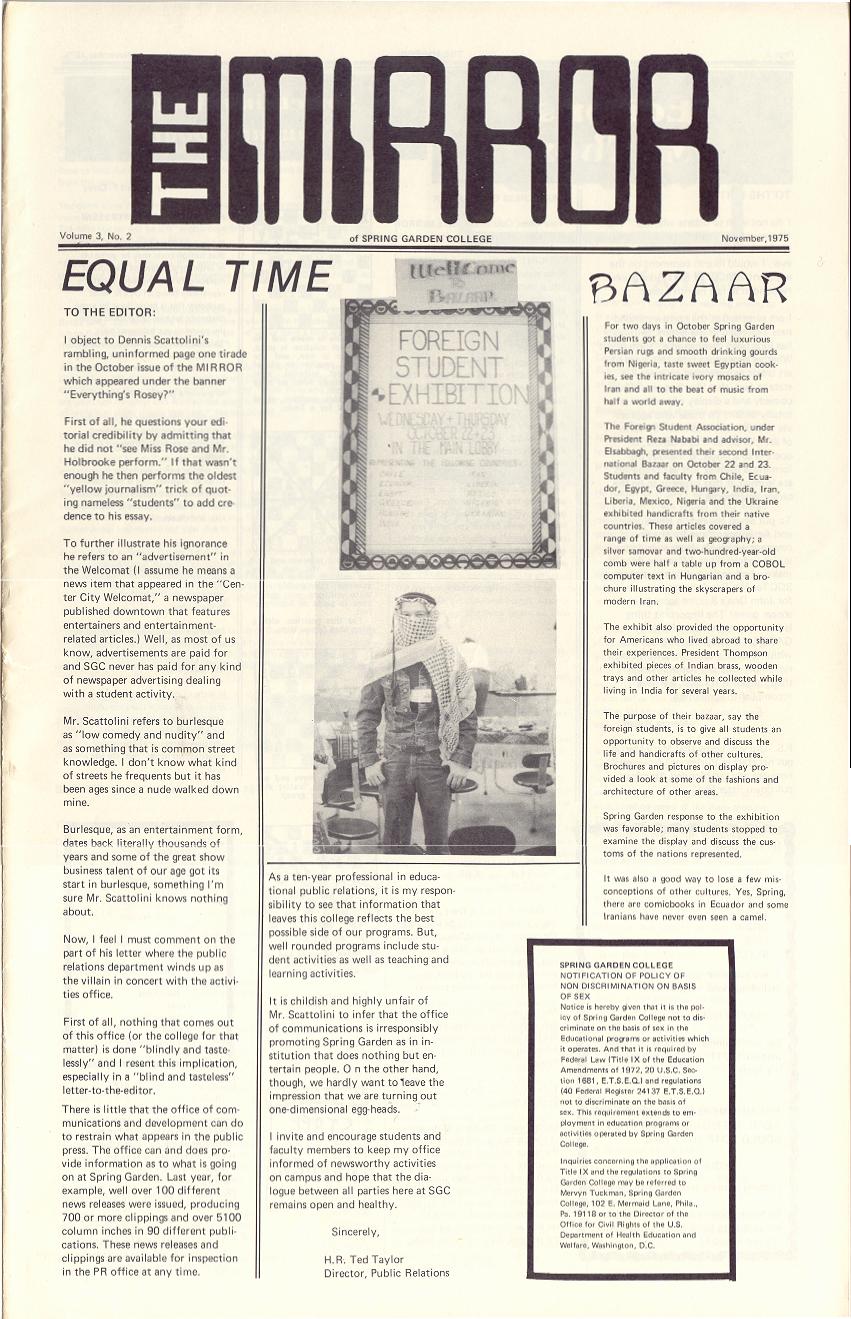 THE MIRROR
Volume 3, No. 2
of SPRING GARDEN COLLEGE
November,1975
EQUAL TIME
TO THE EDITOR:
I object to Dennis Scattolini's
rambling, uninformed page one tirade
in the October issue of the MIRROR
which appeared under the banner
"Everything's Rosey?"
First of all, he questions your edi-
torial credibility by admitting that
he did not "see Miss Rose and Mr.
Holbrooke perform." If that wasn't
enough he then performs the oldest
"yellow journalism" trick of quot-
ing nameless "students" to add cre-
dence to his essay.
To further illustrate his ignorance
he refers to an "advertisement" in
the Welcomat (I assume he means a
news item that appeared in the "Cen-
ter City Welcomat," a newspaper
published downtown that features
entertainers and entertainment-
related articles.) Well, as most of us
know, advertisements are paid for
and SGC never has paid for any kind
of newspaper advertising dealing
with a student activity.
Mr. Scattolini refers to burlesque
as "low comedy and nudity" and
as something that is common street
knowledge. I don't know what kind
of streets he frequents but it has
been ages since a nude walked down
mine.
Burlesque, as an entertainment form,
dates back literally thousands of
years and some of the great show
business talent of our age got its
start in burlesque, something I'm
sure Mr. Scattolini knows nothing
about.
Now, I feel I must comment on the
part of his letter where the public
relations department winds up as
the villain in concert with the activi-
ties office.
First of all, nothing that comes out
of this office (or the college for that
matter) is done "blindly and taste-
lessly" and I resent this implication,
especially in a "blind and tasteless"
letter-to-the-editor.
There is little that the office of com-
munications and development can do
to restrain what appears in the public
press. The office can and does pro-
vide information as to what is going
on at Spring Garden. Last year, for
example, well over 100 different
news releases were issued, producing
700 or more clippings and over 5100
column inches in 90 different publi-
cations. These news releases and
clippings are available for inspection
in the PR office at any time.
Wellcome
TO
BAZAAR
FOREIGN
STUDENT
EXHIBITION
WEDNESDAY + THURSDAY
OCTOBER 22+23
IN THE MAIN LOBBY
REPRESENTING THE FOLLOWING COUNTRIES:
As a ten-year professional in educa-
tional public relations, it is my respon-
sibility to see that information that
leaves this college reflects the best
possible side of our programs. But,
well rounded programs include stu-
dent activities as well as teaching and
learning activities.
It is childish and highly unfair of
Mr. Scattolini to infer that the office
of communications is irresponsibly
promoting Spring Garden as in in-
stitution that does nothing but en-
tertain people. O n the other hand,
though, we hardly want to leave the
impression that we are turning out
one-dimensional egg-heads.
I invite and encourage students and
faculty members to keep my office
informed of newsworthy activities
on campus and hope that the dia-
logue between all parties here at SGC
remains open and healthy.
Sincerely,
H.R. Ted Taylor
Director, Public Relations
BAZAAR
For two days in October Spring Garden
students got a chance to feel luxurious
Persian rugs and smooth drinking gourds
from Nigeria, taste sweet Egyptian cook-
ies, see the intricate ivory mosaics of
Iran and all to the beat of music from
half a world away.
The Foreign Student Association, under
President Reza Nababi and advisor, Mr.
Elsabbagh, presented their second Inter-
national Bazaar on October 22 and 23.
Students and faculty from Chile, Ecua-
dor, Egypt, Greece, Hungary, India, Iran,
Liberia, Mexico, Nigeria and the Ukraine
exhibited handicrafts from their native
countries. These articles covered a
range of time as well as geography; a
silver samovar and two-hundred-year-old
comb were half a table up from a COBOL
computer text in Hungarian and a bro-
chure illustrating the skyscrapers of
modern Iran.
The exhibit also provided the opportunity
for Americans who lived abroad to share
their experiences. President Thompson
exhibited pieces of Indian brass, wooden
trays and other articles he collected while
living in India for several years.
The purpose of their bazaar, say the
foreign students, is to give all students an
opportunity to observe and discuss the
life and handicrafts of other cultures.
Brochures and pictures on display pro-
vided a look at some of the fashions and
architecture of other areas.
Spring Garden response to the exhibition
was favorable; many students stopped to
examine the display and discuss the cus-
toms of the nations represented.
It was also a good way to lose a few mis-
conceptions of other cultures. Yes, Spring,
there are comicbooks in Ecuador and some
Iranians have never even seen a camel.
SPRING GARDEN COLLEGE
NOTIFICATION OF POLICY OF
NON DISCRIMINATION ON BASIS
OF SEX
Notice is hereby given that it is the pol-
icy of Spring Garden College not to dis-
criminate on the basis of sex in the
Educational programs or activities which
it operates. And that it is required by
Federal Law (Title IX of the Education
Amendments of 1972, 20 U.S.C. Sec-
tion 1681, E.T.S.E.Q.) and regulations
(40 Federal Register 24137 E.T.S.E.Q.)
not to discriminate on the basis of
sex. This requirement extends to em-
ployment in education programs or
activities operated by Spring Garden
College.
Inquiries concerning the application of
Title IX and the regulations to Spring
Garden College may be referred to
Mervyn Tuckman, Spring Garden
College, 102 E. Mermaid Lane, Phila.,
Pa. 19118 or to the Director of the
Office for Civil Rights of the U.S.
Department of Health Education and
Welfare, Washington, D.C.